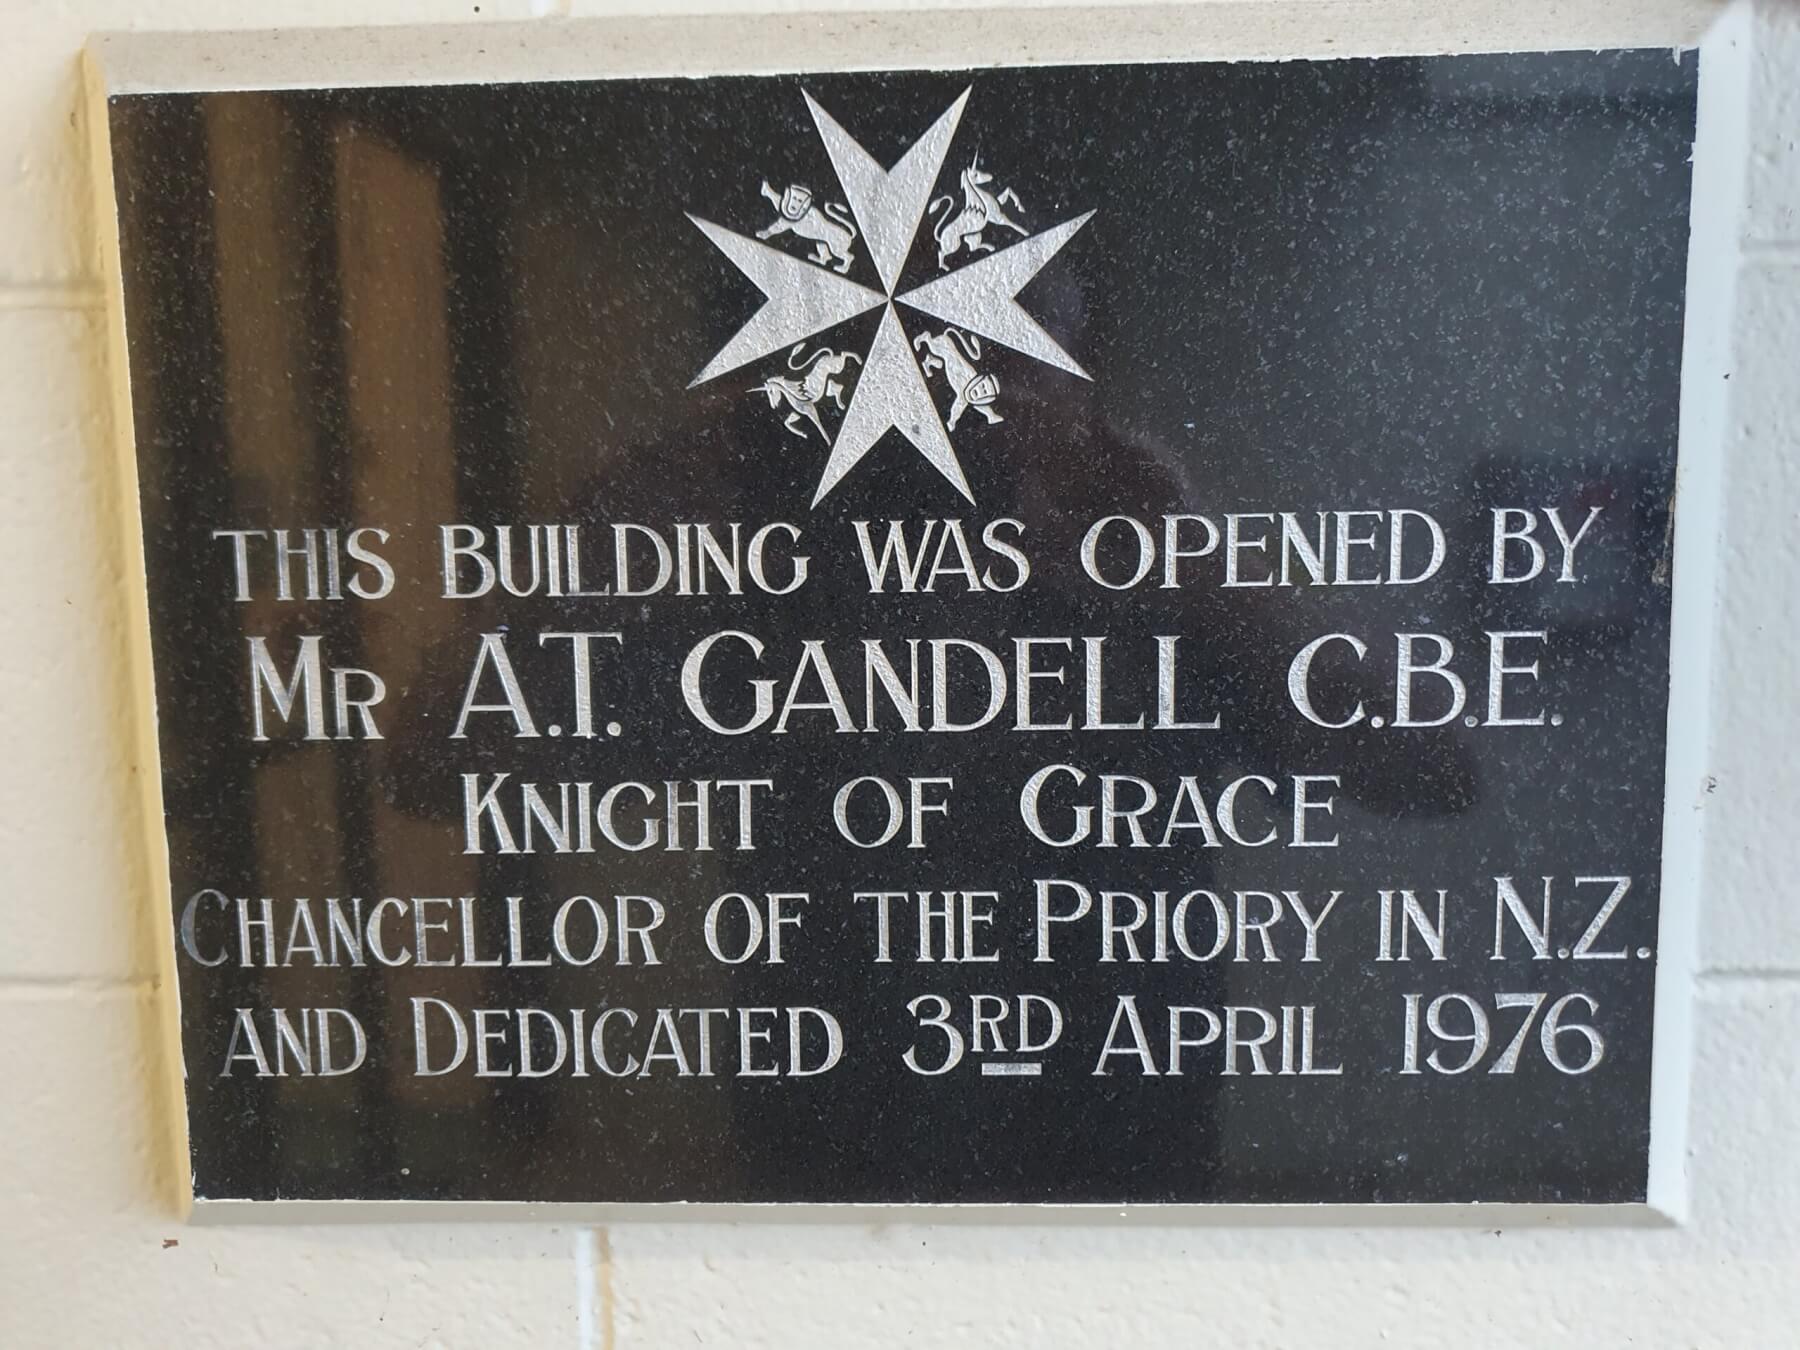 THIS BUILDING WAS OPENED BY
MR A.T. GANDELL C.B.E.
KNIGHT OF GRACE
CHANCELLOR OF THE PRIORY IN N.Z.
AND DEDICATED 3RD APRIL 1976